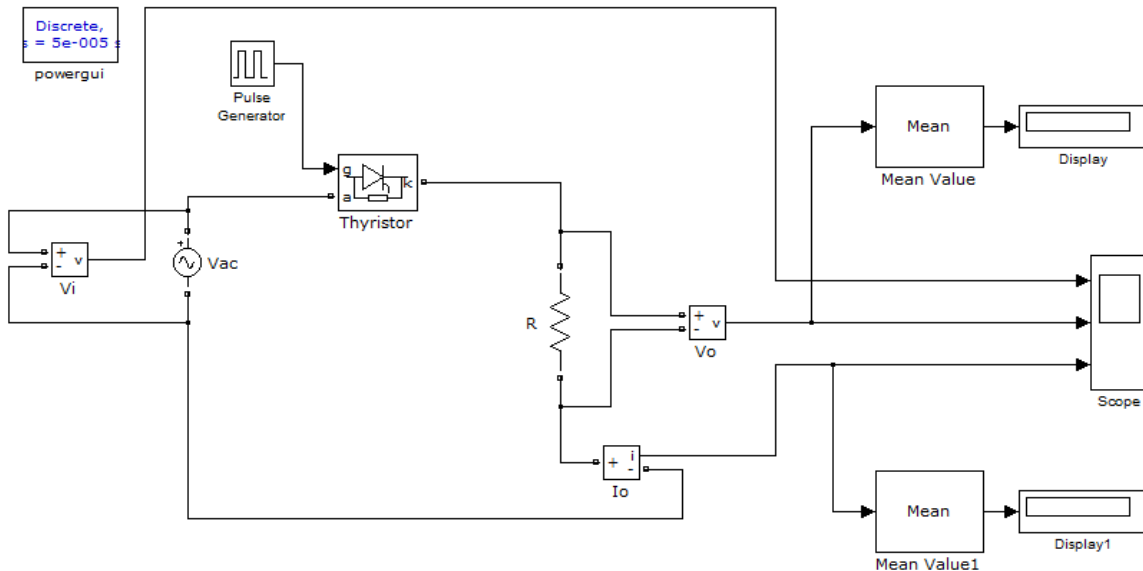 Discrete,
s = 5e-005 s
powergui
Pulse
Generator
g
a
k
Thyristor
+
-
v
Vi
+
Vac
R
+
-
v
Vo
+
i
-
Io
Mean
Mean Value
Display
Scope
Mean
Mean Value1
Display1